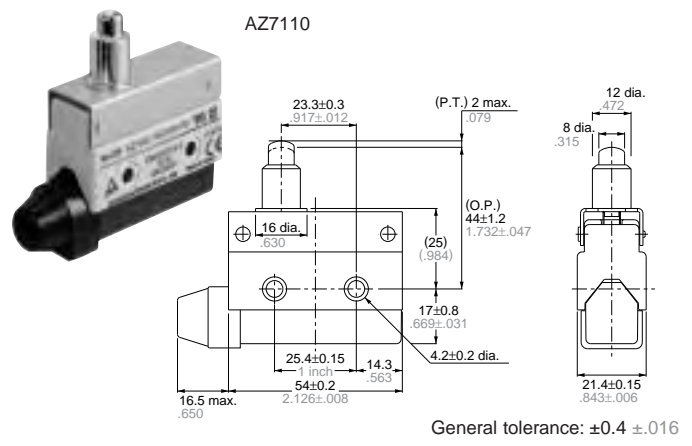 AZ7110
23.3±0.3
.917±.012
(P.T.) 2 max.
.079
12 dia.
.472
8 dia.
.315
(O.P.)
44±1.2
1.732±.047
16 dia.
.630
(25)
(.984)
17±0.8
.669±.031
25.4±0.15
1 inch
14.3
.563
4.2±0.2 dia.
54±0.2
2.126±.008
16.5 max.
.650
21.4±0.15
.843±.006
General tolerance: ±0.4 ±.016